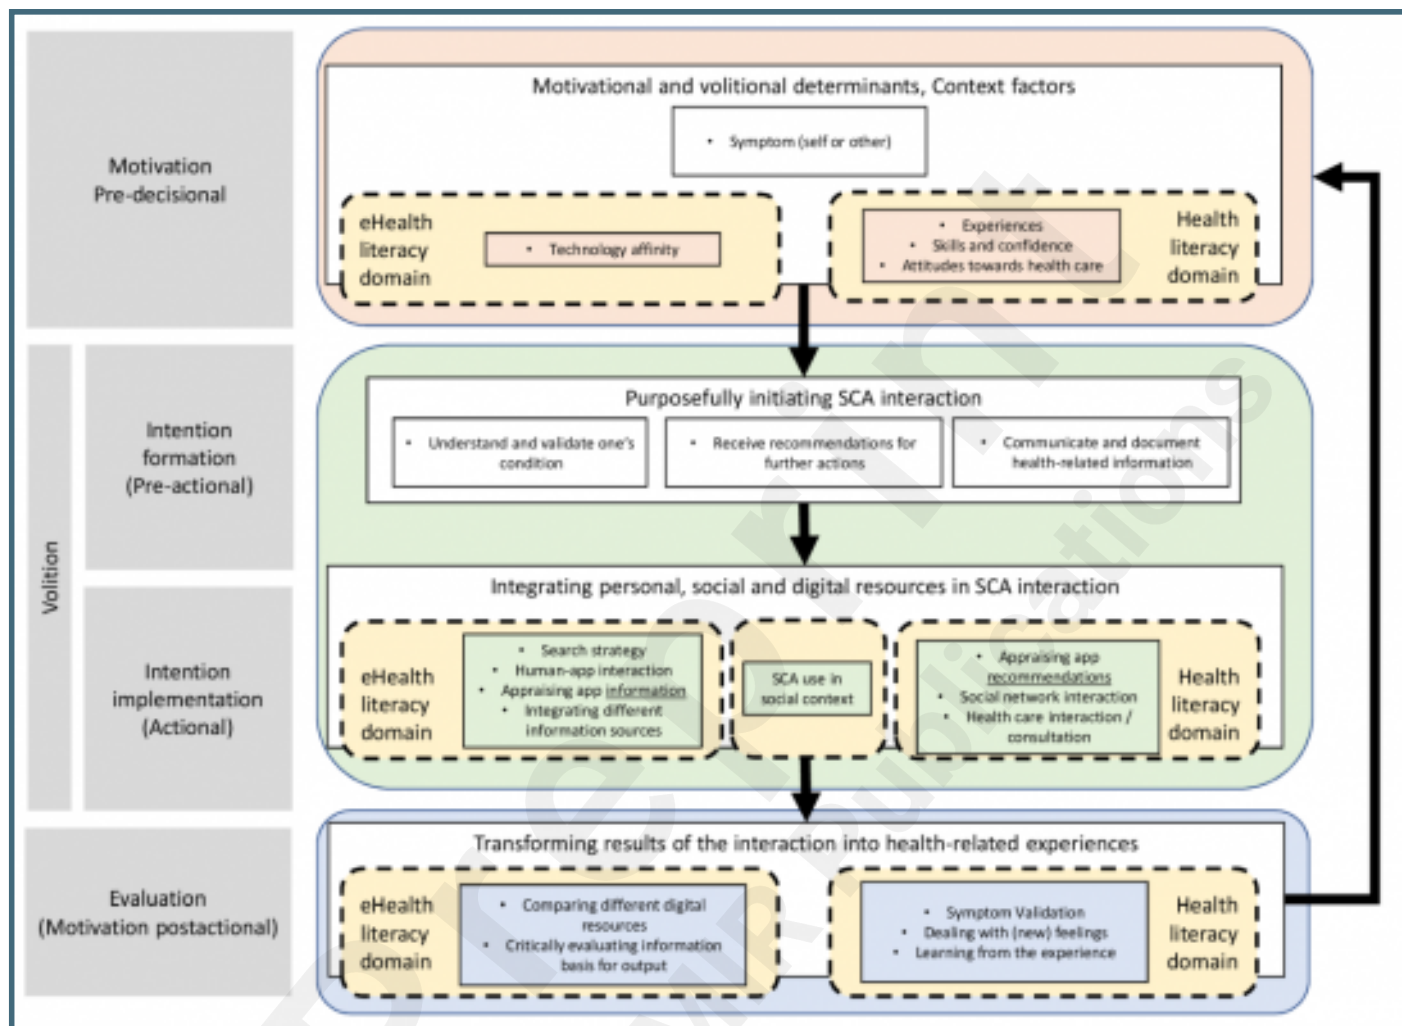 Motivational and volitional determinants, Context factors
• Symptom (self or other)
Motivation
Pre-decisional
eHealth
literacy
domain
• Technology affinity
• Experiences
• Skills and confidence
• Attitudes towards health care
Health
literacy
domain
Volition
Intention
formation
(Pre-actional)
Purposefully initiating SCA interaction
• Understand and validate one's
condition
• Receive recommendations for
further actions
• Communicate and document
health-related information
Intention
implementation
(Actional)
Integrating personal, social and digital resources in SCA interaction
eHealth
literacy
domain
• Search strategy
• Human-app interaction
• Appraising app information
• Integrating different
information sources
SCA use in
social context
• Appraising app
recommendations
• Social network interaction
• Health care interaction /
consultation
Health
literacy
domain
Evaluation
(Motivation postactional)
Transforming results of the interaction into health-related experiences
eHealth
literacy
domain
• Comparing different digital
resources
• Critically evaluating information
basis for output
• Symptom Validation
• Dealing with (new) feelings
• Learning from the experience
Health
literacy
domain
Preprint
JMIR Publications